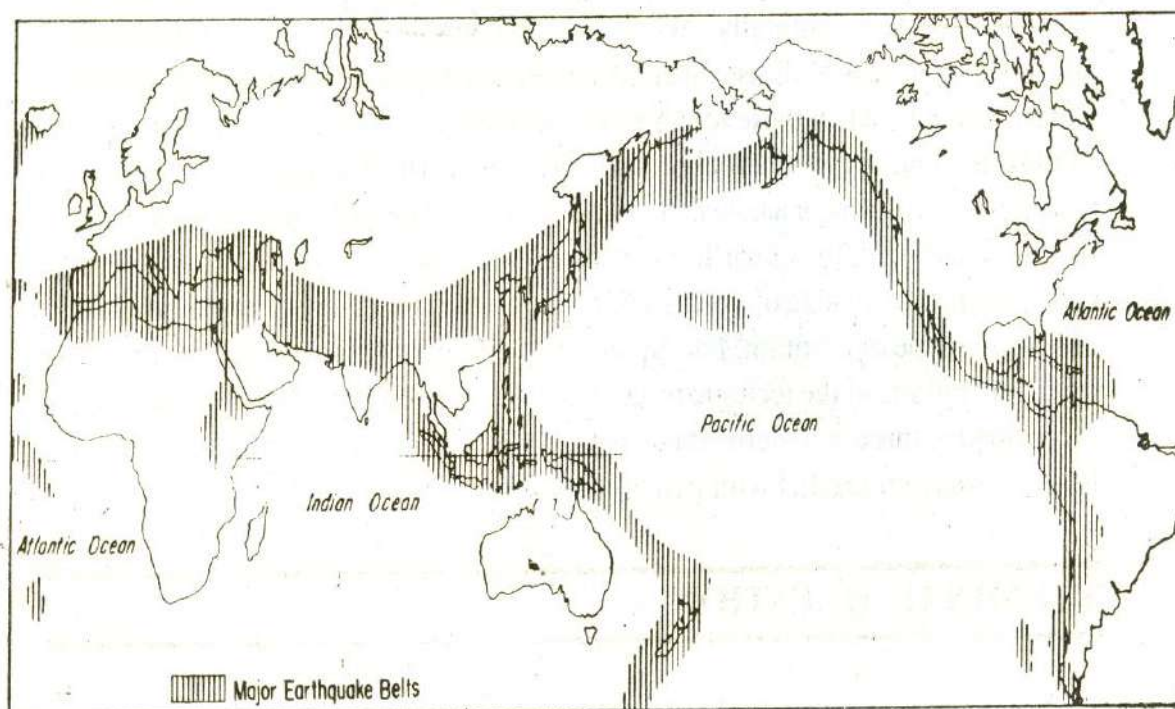 Atlantic Ocean
Pacific Ocean
Indian Ocean
Atlantic Ocean
Major Earthquake Belts